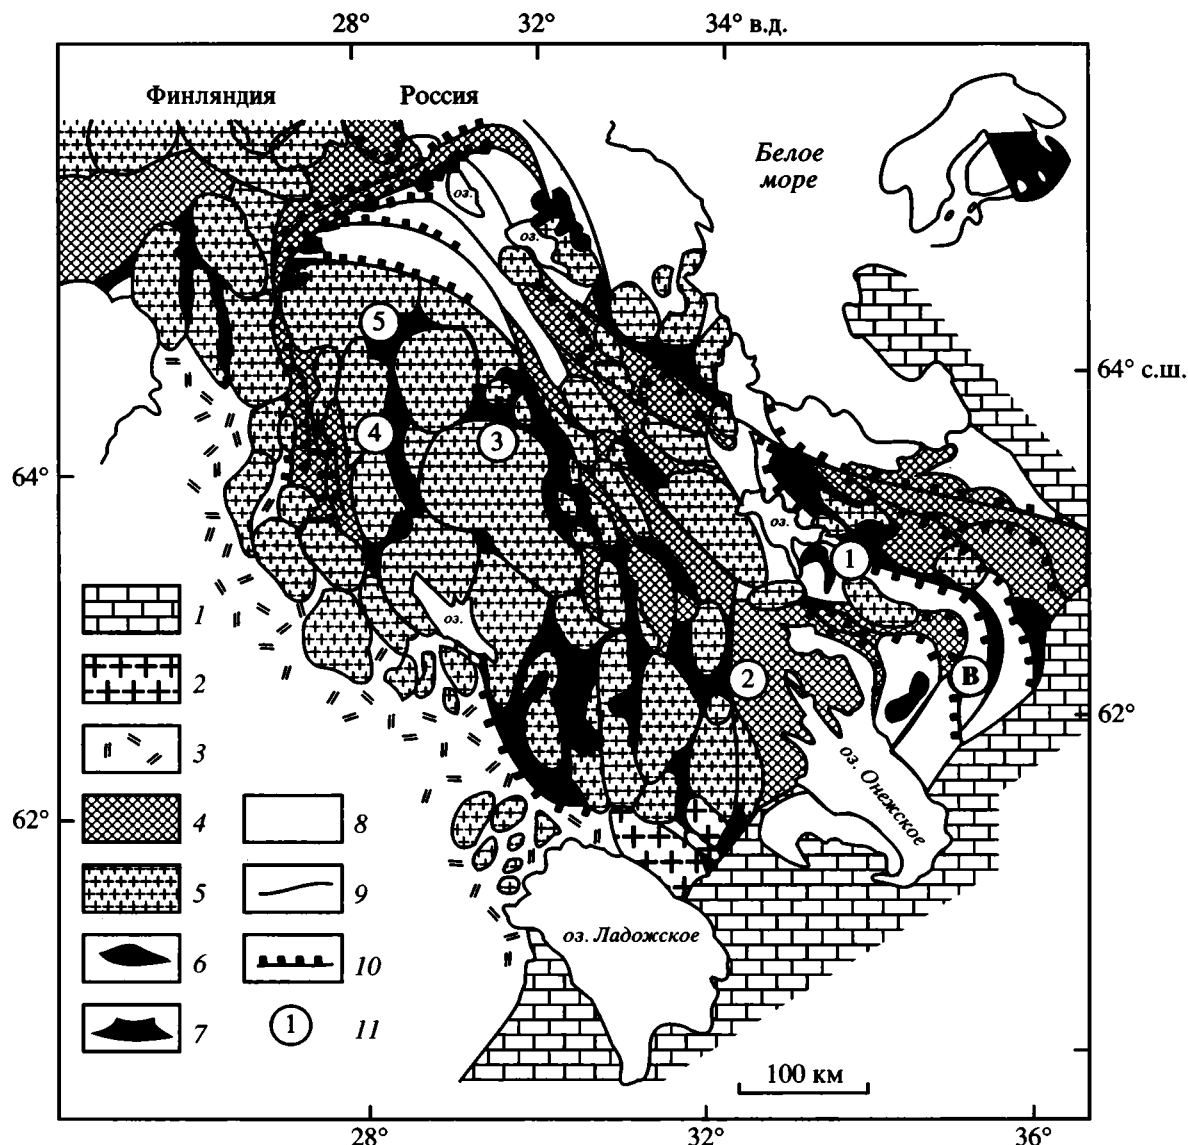 28° 32° 34° в.д.
Финляндия Россия
Белое
море
оз.
оз.
5
64° с.ш.
4
3
64°
оз.
1
1
оз.
2
2
В
62°
3
оз. Онежское
4
8
62°
5
9
оз. Ладожское
6
10
7
1
11
100 км
28° 32° 36°